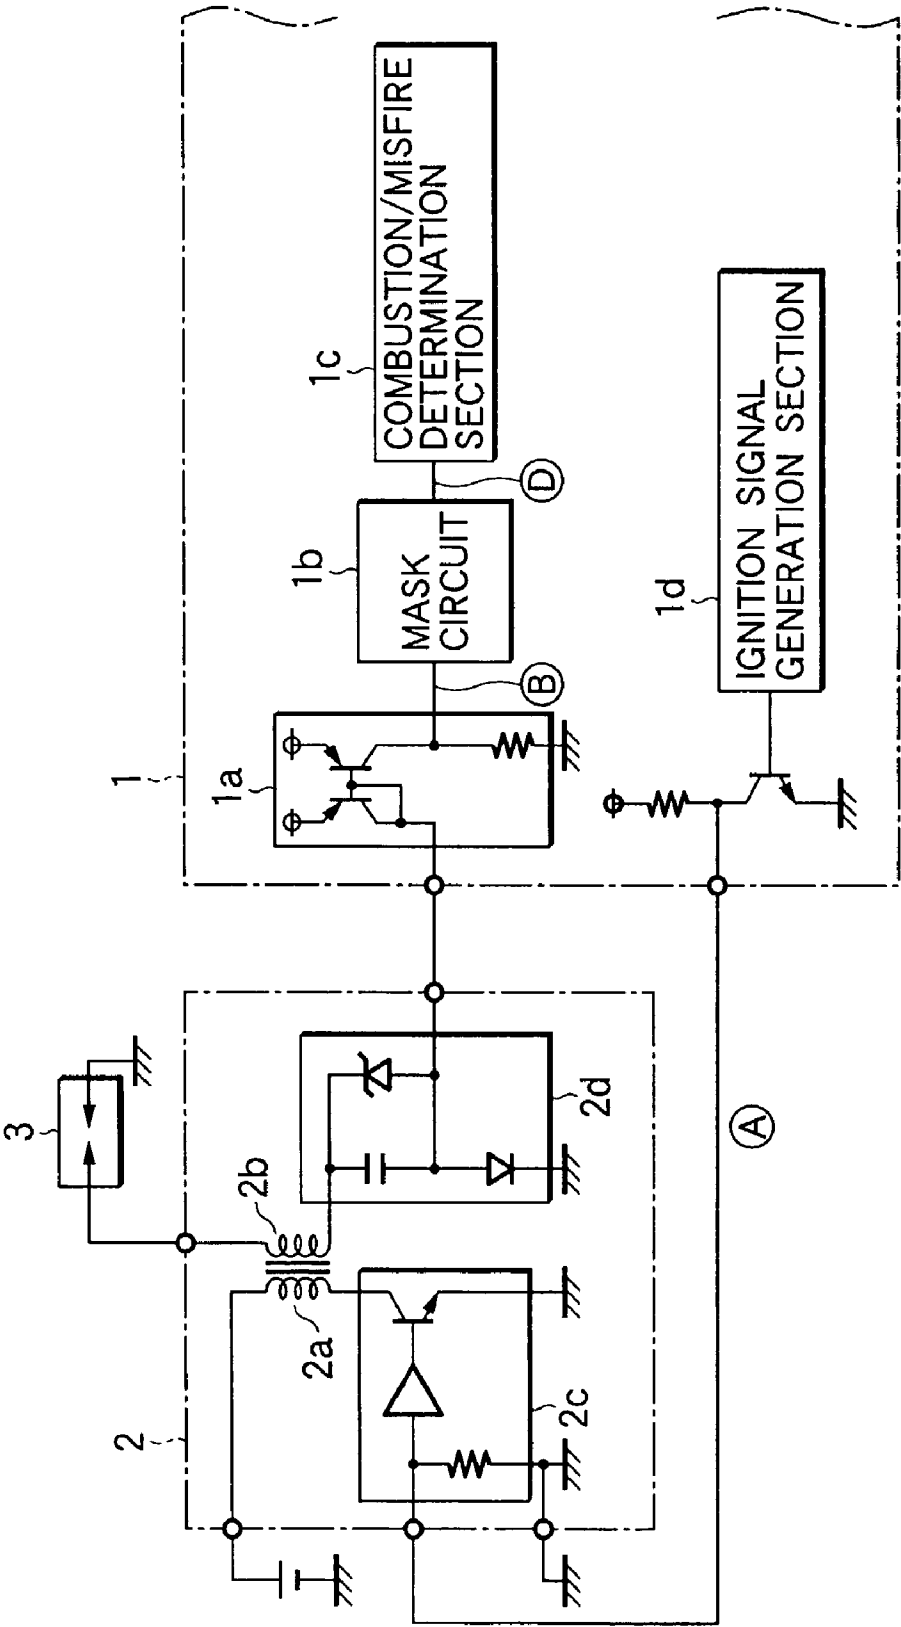 3
2
2b
2a
2c
2d
A
1
1a
B
1b
MASK
CIRCUIT
D
1c
COMBUSTION/MISFIRE
DETERMINATION
SECTION
1d
IGNITION SIGNAL
GENERATION SECTION